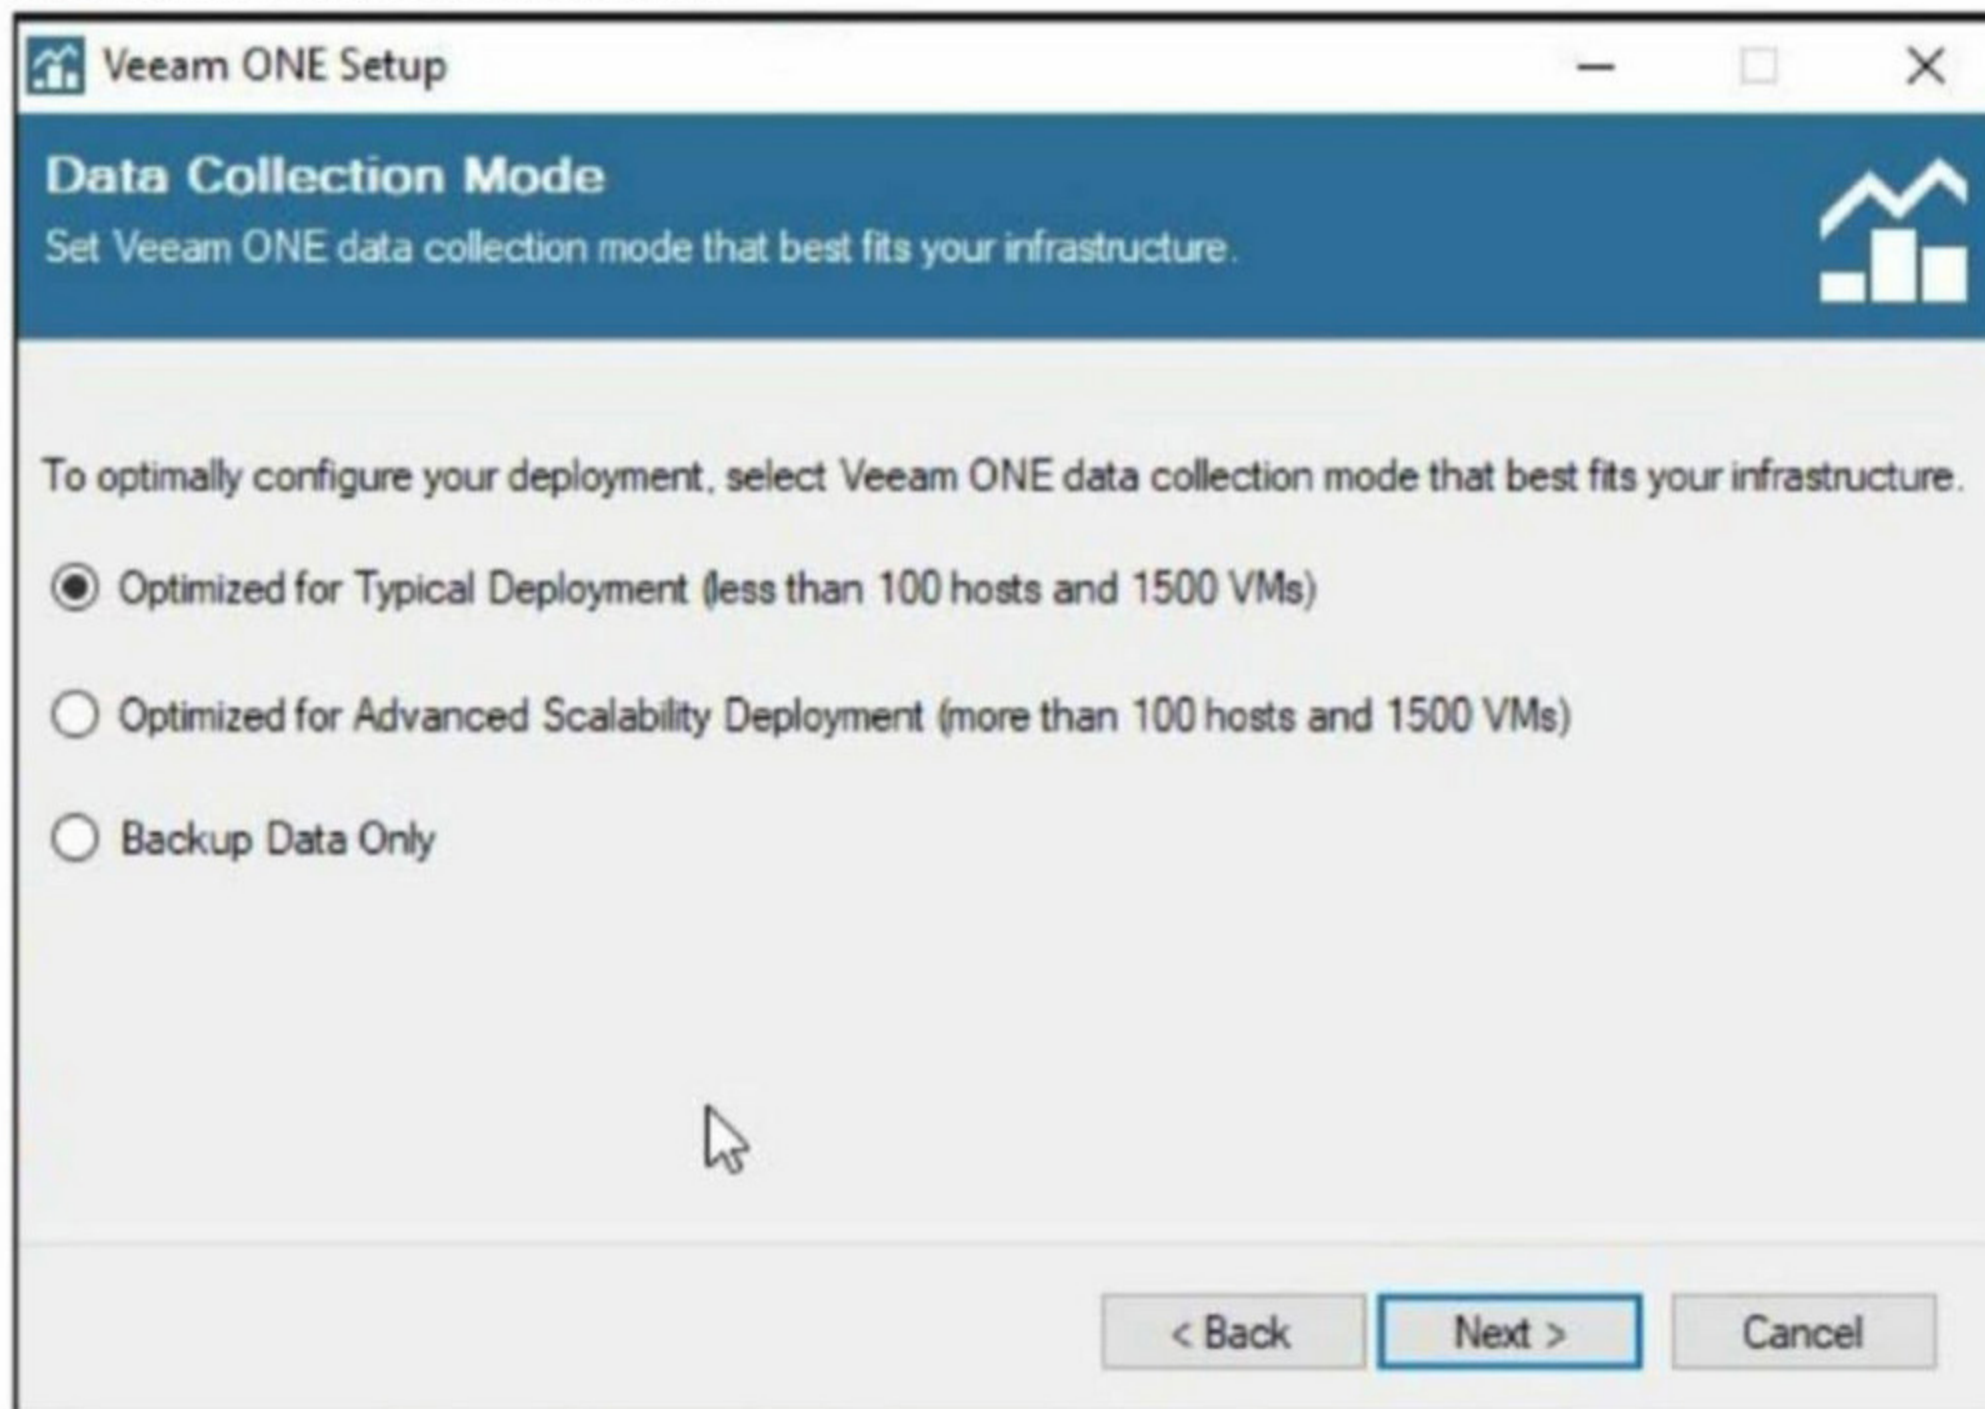 Veeam ONE Setup
Data Collection Mode
Set Veeam ONE data collection mode that best fits your infrastructure.
To optimally configure your deployment, select Veeam ONE data collection mode that best fits your infrastructure.
Optimized for Typical Deployment (less than 100 hosts and 1500 VMs)
Optimized for Advanced Scalability Deployment (more than 100 hosts and 1500 VMs)
Backup Data Only
< Back Next > Cancel